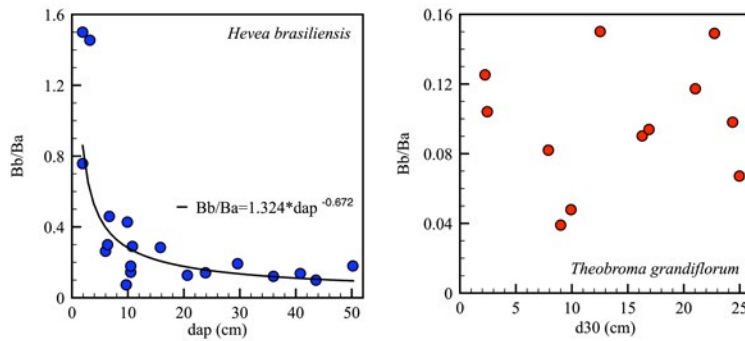 Hevea brasiliensis
1.6
1.2
0.8
0.4
0
Bb/Ba
Bb/Ba=1.324*dap -0.672
0 10 20 30 40 50
dap (cm)
0.16
0.12
0.08
0.04
0
Bb/Ba
Theobroma grandiflorum
0 5 10 15 20 25
d30 (cm)